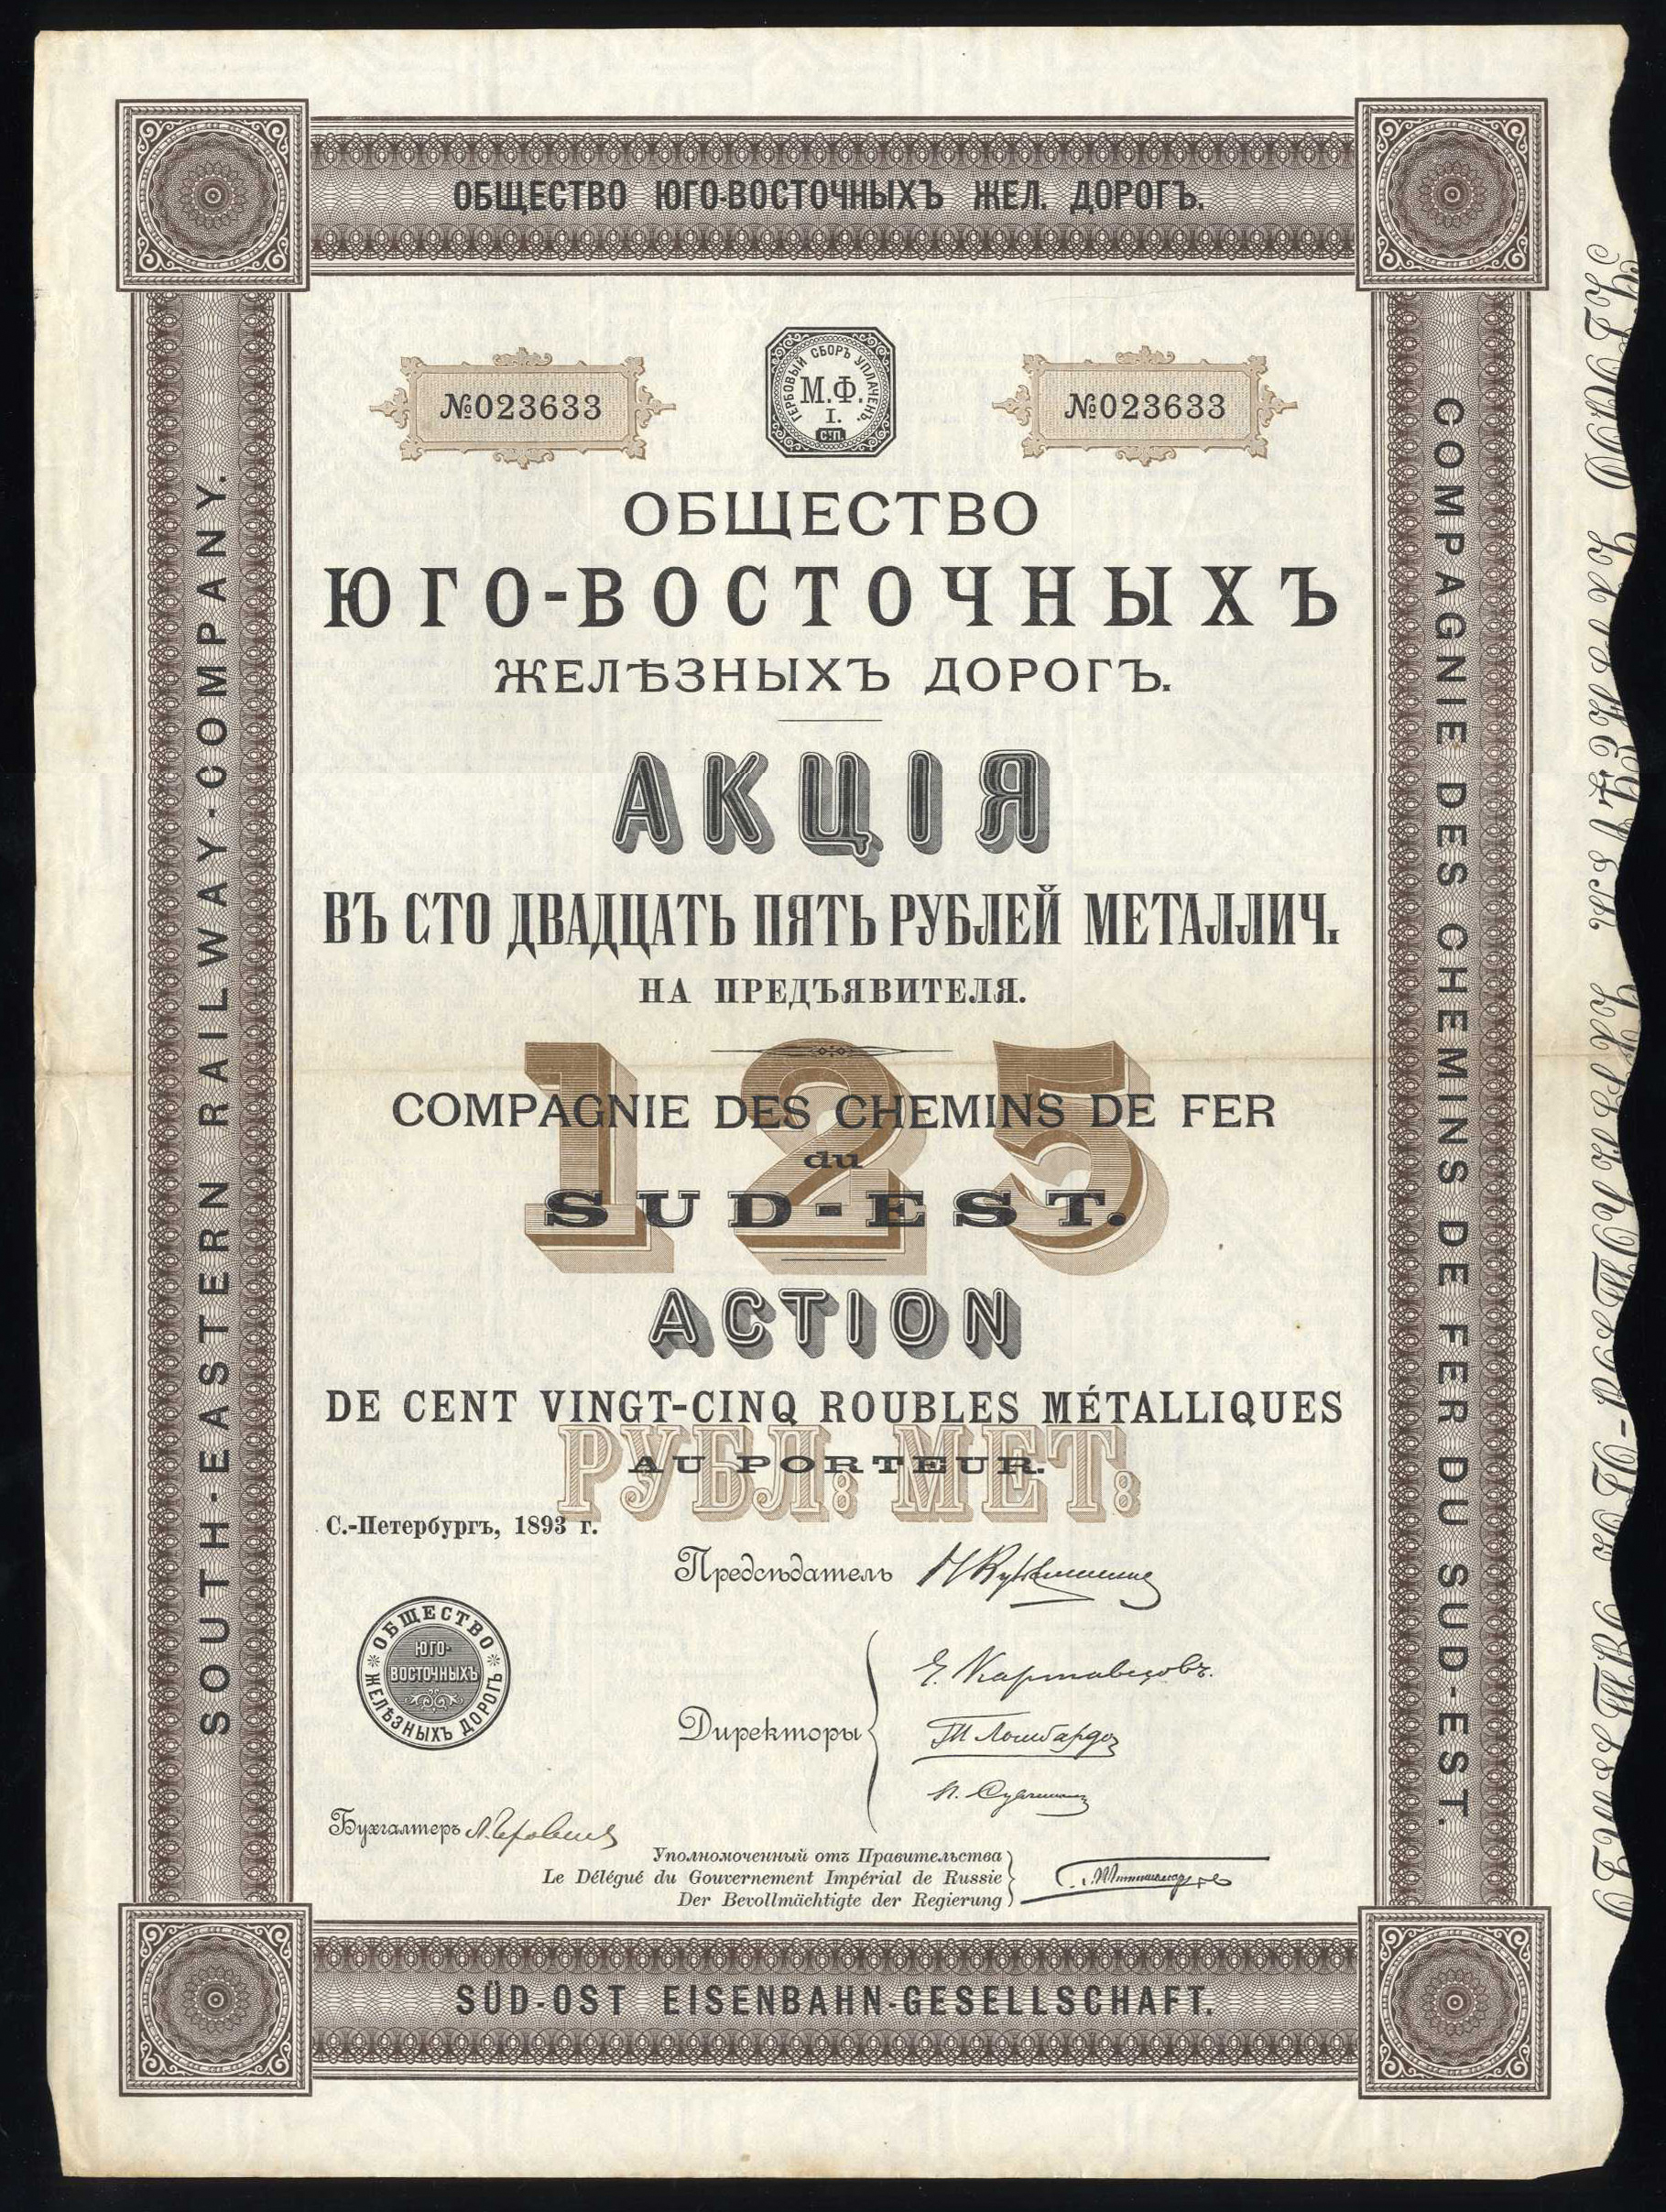 ОБЩЕСТВО ЮГО-ВОСТОЧНЫХЪ ЖЕЛ. ДОРОГЪ.
SOUTH-EASTERN RAILWAY-COMPANY.
COMPAGNIE DES CHEMINS DE FER DU SUD-EST.
№023633
ГЕРБОВЫЙ СБОРЪ УПЛАЧЕНЪ.
М.Ф.
I.
С.П.
№023633
ОБЩЕСТВО
ЮГО-ВОСТОЧНЫХЪ
ЖЕЛѢЗНЫХЪ ДОРОГЪ.
АКЦІЯ
ВЪ СТО ДВАДЦАТЬ ПЯТЬ РУБЛЕЙ МЕТАЛЛИЧ.
НА ПРЕДЪЯВИТЕЛЯ.
125
COMPAGNIE DES CHEMINS DE FER
du
SUD-EST.
ACTION
DE CENT VINGT-CINQ ROUBLES MÉTALLIQUES
РУБЛ: МЕТ:
AU PORTEUR.
С.-Петербургъ, 1893 г.
Предсѣдатель
ОБЩЕСТВО
ЮГО-
ВОСТОЧНЫХЪ
ЖЕЛѢЗНЫХЪ ДОРОГЪ
Директоры
Е. Картавцовъ.
Бухгалтеръ
Уполномоченный отъ Правительства
Le Délégué du Gouvernement Impérial de Russie
Der Bevollmächtigte der Regierung
SÜD-OST EISENBAHN-GESELLSCHAFT.